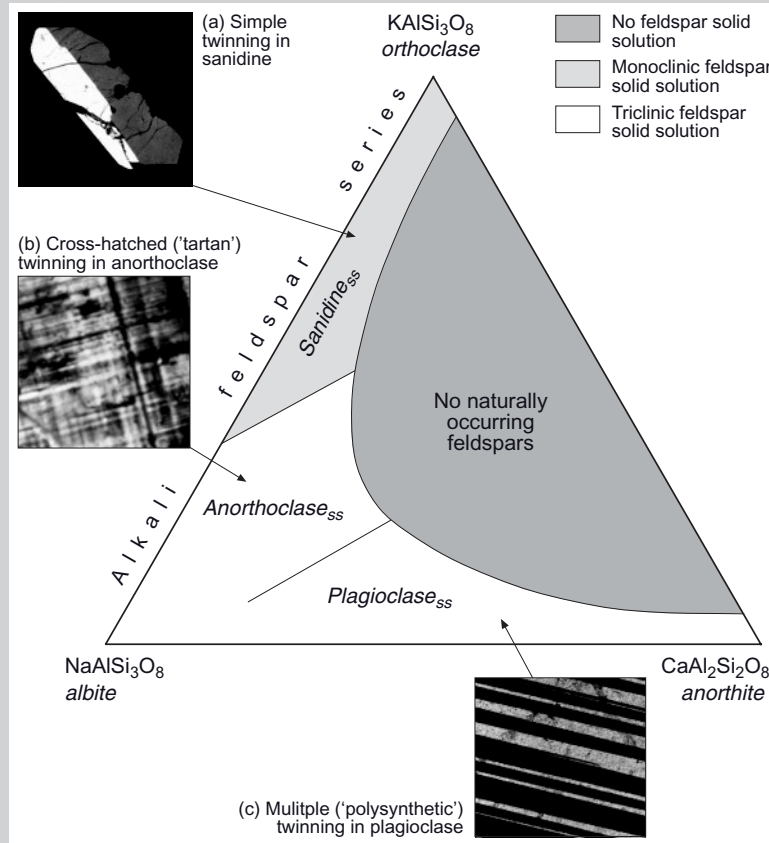 (a) Simple
twinning in
sanidine
KAlSi₃O₈
orthoclase
No feldspar solid
solution
Monoclinic feldspar
solid solution
Triclinic feldspar
solid solution
(b) Cross-hatched ('tartan')
twinning in anorthoclase
Alkali feldspar series
Sanidiness
No naturally
occurring
feldspars
Anorthoclasess
Plagioclasess
NaAlSi₃O₈
albite
CaAl₂Si₂O₈
anorthite
(c) Mulitple ('polysynthetic')
twinning in plagioclase